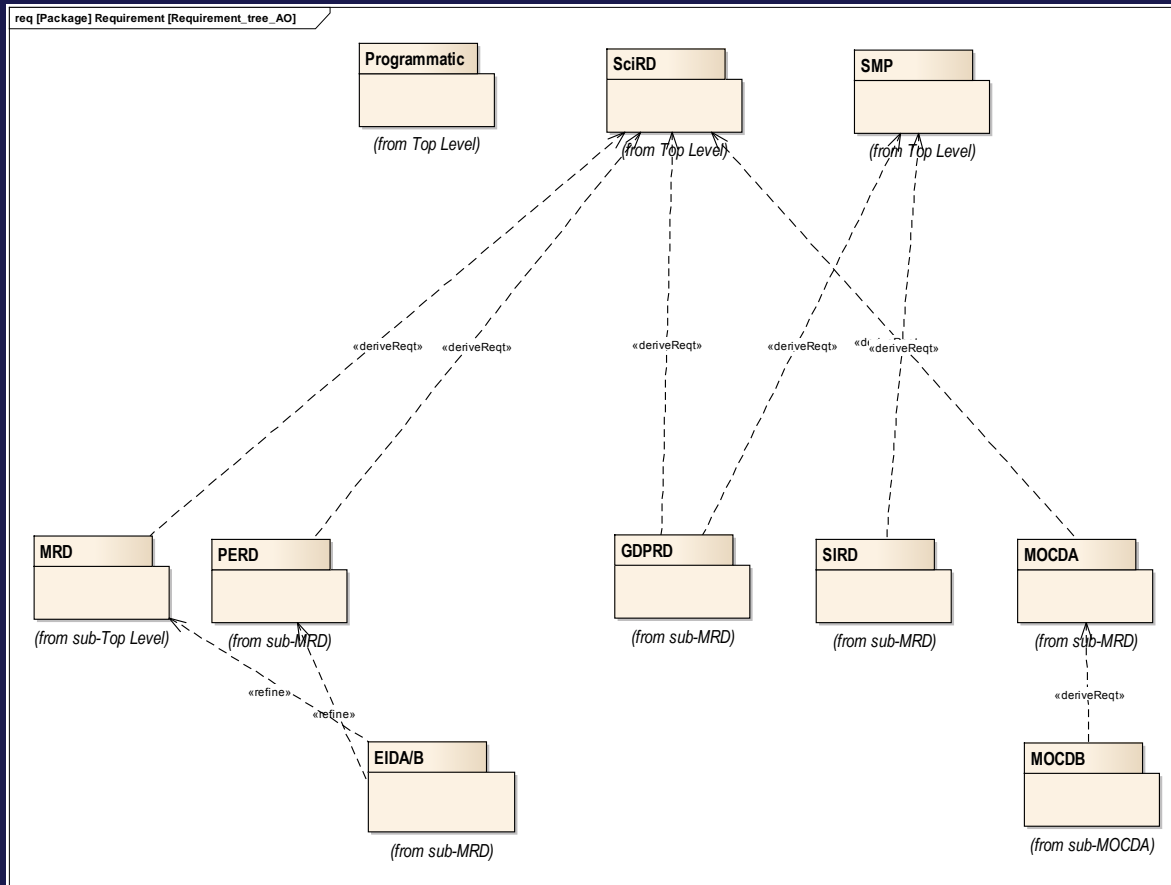 req [Package] Requirement [Requirement_tree_AO]
Programmatic
(from Top Level)
SciRD
(from Top Level)
SMP
(from Top Level)
«deriveReqt»
«deriveReqt»
«deriveReqt»
«deriveReqt»
«deriveReqt»
MRD
(from sub-Top Level)
PERD
(from sub-MRD)
GDPRD
(from sub-MRD)
SIRD
(from sub-MRD)
MOCDA
(from sub-MRD)
«refine»
«refine»
«deriveReqt»
EIDA/B
(from sub-MRD)
MOCDB
(from sub-MOCDA)